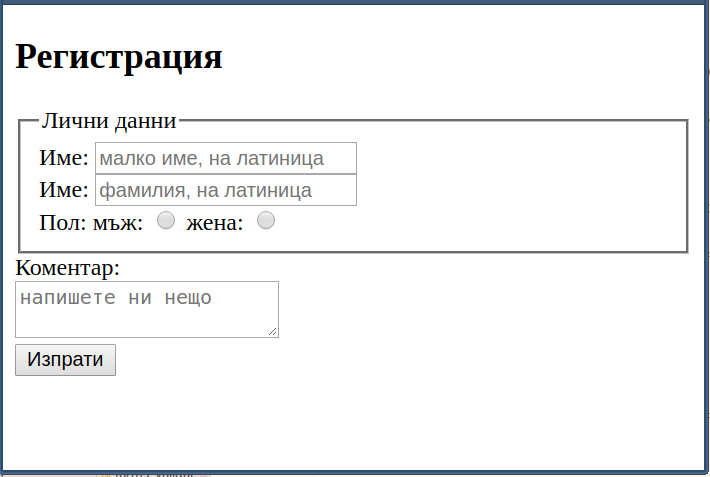 Регистрация
Лични данни
Име: малко име, на латиница
Име: фамилия, на латиница
Пол: мъж: жена:
Коментар:
напишете ни нещо
Изпрати